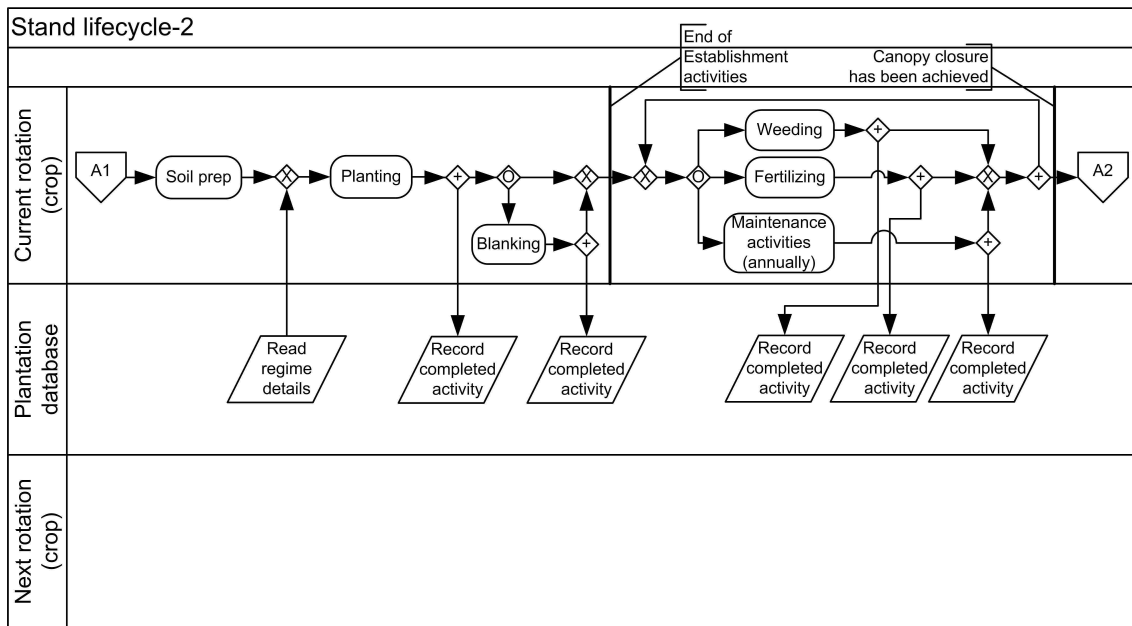 Stand lifecycle-2
End of
Establishment
activities
Canopy closure
has been achieved
Current rotation
(crop)
A1
Soil prep
X
Planting
+
O
X
Blanking
+
X
O
Weeding
+
Fertilizing
+
X
+
Maintenance
activities
(annually)
+
A2
Plantation
database
Read
regime
details
Record
completed
activity
Record
completed
activity
Record
completed
activity
Record
completed
activity
Record
completed
activity
Next rotation
(crop)